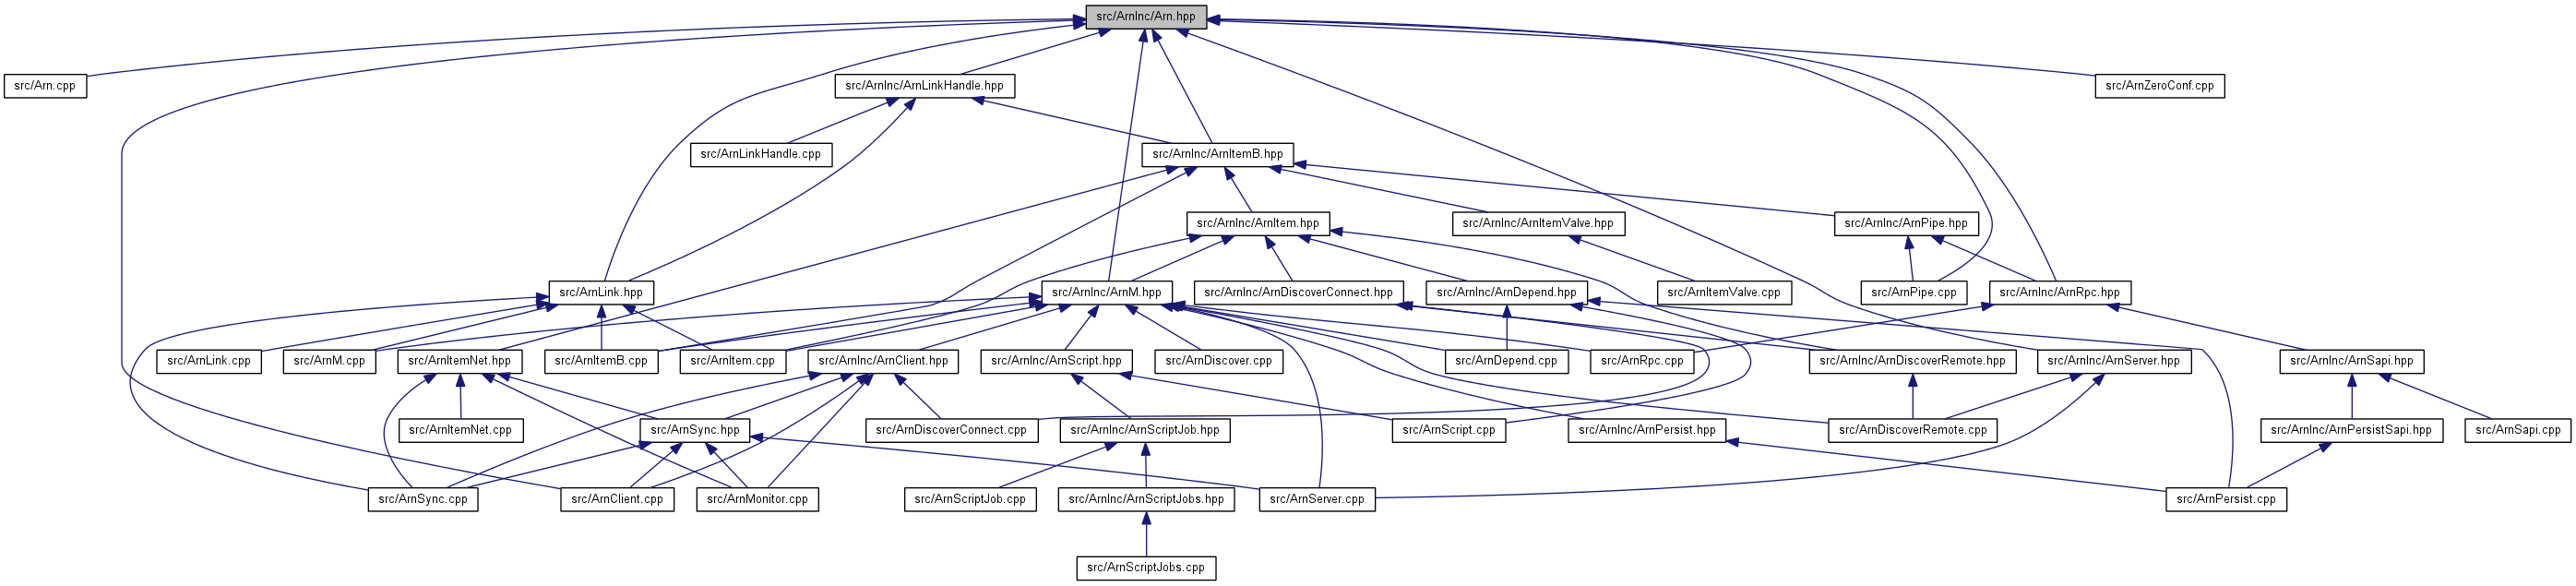 src/ArnInc/Arn.hpp
src/Arn.cpp
src/ArnInc/ArnLinkHandle.hpp
src/ArnZeroConf.cpp
src/ArnLinkHandle.cpp
src/ArnInc/ArnItemB.hpp
src/ArnInc/ArnItem.hpp
src/ArnInc/ArnItemValve.hpp
src/ArnInc/ArnPipe.hpp
src/ArnLink.hpp
src/ArnInc/ArnM.hpp
src/ArnInc/ArnDiscoverConnect.hpp
src/ArnInc/ArnDepend.hpp
src/ArnItemValve.cpp
src/ArnPipe.cpp
src/ArnInc/ArnRpc.hpp
src/ArnLink.cpp
src/ArnM.cpp
src/ArnItemNet.hpp
src/ArnItemB.cpp
src/ArnItem.cpp
src/ArnInc/ArnClient.hpp
src/ArnInc/ArnScript.hpp
src/ArnDiscover.cpp
src/ArnDepend.cpp
src/ArnRpc.cpp
src/ArnInc/ArnDiscoverRemote.hpp
src/ArnInc/ArnServer.hpp
src/ArnInc/ArnSapi.hpp
src/ArnItemNet.cpp
src/ArnSync.hpp
src/ArnDiscoverConnect.cpp
src/ArnInc/ArnScriptJob.hpp
src/ArnScript.cpp
src/ArnInc/ArnPersist.hpp
src/ArnDiscoverRemote.cpp
src/ArnInc/ArnPersistSapi.hpp
src/ArnSapi.cpp
src/ArnSync.cpp
src/ArnClient.cpp
src/ArnMonitor.cpp
src/ArnScriptJob.cpp
src/ArnInc/ArnScriptJobs.hpp
src/ArnServer.cpp
src/ArnPersist.cpp
src/ArnScriptJobs.cpp